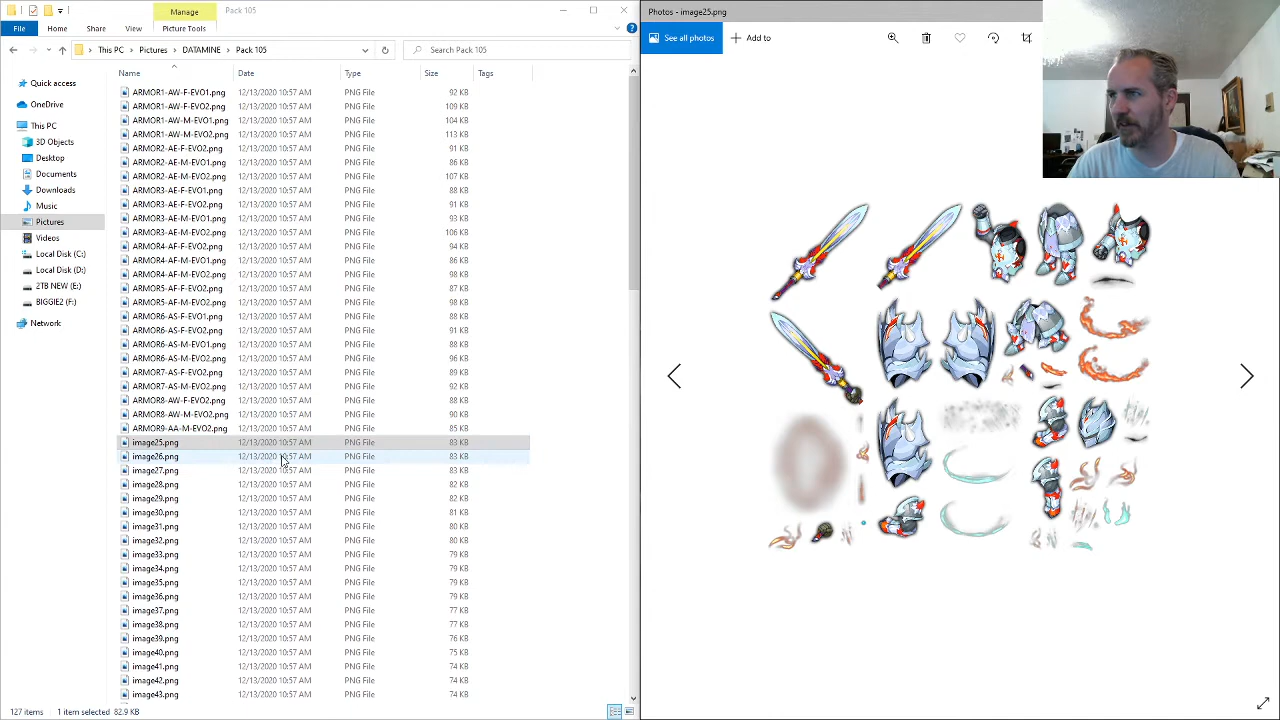 Manage
Pack 105
File
Home
Share
View
Picture Tools
This PC
Pictures
DATAMINE
Pack 105
Search Pack 105
Name
Date
Type
Size
Tags
Quick access
OneDrive
This PC
3D Objects
Desktop
Documents
Downloads
Music
Pictures
Videos
Local Disk (C:)
Local Disk (D:)
2TB NEW (E:)
BIGGIE2 (F:)
Network
ARMOR1-AW-F-EVO1.png 12/13/2020 10:57 AM PNG File 92 KB
ARMOR1-AW-F-EVO2.png 12/13/2020 10:57 AM PNG File 109 KB
ARMOR1-AW-M-EVO1.png 12/13/2020 10:57 AM PNG File 104 KB
ARMOR1-AW-M-EVO2.png 12/13/2020 10:57 AM PNG File 113 KB
ARMOR2-AE-F-EVO2.png 12/13/2020 10:57 AM PNG File 91 KB
ARMOR2-AE-M-EVO1.png 12/13/2020 10:57 AM PNG File 86 KB
ARMOR2-AE-M-EVO2.png 12/13/2020 10:57 AM PNG File 107 KB
ARMOR3-AE-F-EVO1.png 12/13/2020 10:57 AM PNG File 88 KB
ARMOR3-AE-F-EVO2.png 12/13/2020 10:57 AM PNG File 91 KB
ARMOR3-AE-M-EVO1.png 12/13/2020 10:57 AM PNG File 93 KB
ARMOR3-AE-M-EVO2.png 12/13/2020 10:57 AM PNG File 106 KB
ARMOR4-AF-F-EVO2.png 12/13/2020 10:57 AM PNG File 94 KB
ARMOR4-AF-M-EVO1.png 12/13/2020 10:57 AM PNG File 86 KB
ARMOR4-AF-M-EVO2.png 12/13/2020 10:57 AM PNG File 98 KB
ARMOR5-AF-F-EVO2.png 12/13/2020 10:57 AM PNG File 87 KB
ARMOR5-AF-M-EVO2.png 12/13/2020 10:57 AM PNG File 98 KB
ARMOR6-AS-F-EVO1.png 12/13/2020 10:57 AM PNG File 88 KB
ARMOR6-AS-F-EVO2.png 12/13/2020 10:57 AM PNG File 91 KB
ARMOR6-AS-M-EVO1.png 12/13/2020 10:57 AM PNG File 88 KB
ARMOR6-AS-M-EVO2.png 12/13/2020 10:57 AM PNG File 96 KB
ARMOR7-AS-F-EVO2.png 12/13/2020 10:57 AM PNG File 89 KB
ARMOR7-AS-M-EVO2.png 12/13/2020 10:57 AM PNG File 92 KB
ARMOR8-AW-F-EVO2.png 12/13/2020 10:57 AM PNG File 88 KB
ARMOR8-AW-M-EVO2.png 12/13/2020 10:57 AM PNG File 90 KB
ARMOR9-AA-M-EVO2.png 12/13/2020 10:57 AM PNG File 85 KB
image25.png 12/13/2020 10:57 AM PNG File 83 KB
image26.png 12/13/2020 10:57 AM PNG File 83 KB
image27.png 12/13/2020 10:57 AM PNG File 83 KB
image28.png 12/13/2020 10:57 AM PNG File 82 KB
image29.png 12/13/2020 10:57 AM PNG File 82 KB
image30.png 12/13/2020 10:57 AM PNG File 81 KB
image31.png 12/13/2020 10:57 AM PNG File 80 KB
image32.png 12/13/2020 10:57 AM PNG File 80 KB
image33.png 12/13/2020 10:57 AM PNG File 79 KB
image34.png 12/13/2020 10:57 AM PNG File 79 KB
image35.png 12/13/2020 10:57 AM PNG File 79 KB
image36.png 12/13/2020 10:57 AM PNG File 79 KB
image37.png 12/13/2020 10:57 AM PNG File 77 KB
image38.png 12/13/2020 10:57 AM PNG File 77 KB
image39.png 12/13/2020 10:57 AM PNG File 76 KB
image40.png 12/13/2020 10:57 AM PNG File 75 KB
image41.png 12/13/2020 10:57 AM PNG File 74 KB
image42.png 12/13/2020 10:57 AM PNG File 74 KB
image43.png 12/13/2020 10:57 AM PNG File 74 KB
127 items 1 item selected 82.9 KB
Photos - image25.png
See all photos
Add to